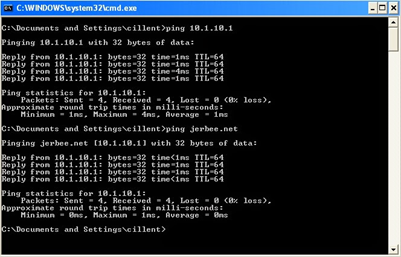 C:\WINDOWS\system32\cmd.exe
C:\Documents and Settings\cillent>ping 10.1.10.1
Pinging 10.1.10.1 with 32 bytes of data:
Reply from 10.1.10.1: bytes=32 time=1ms TTL=64
Reply from 10.1.10.1: bytes=32 time<1ms TTL=64
Reply from 10.1.10.1: bytes=32 time=4ms TTL=64
Reply from 10.1.10.1: bytes=32 time<1ms TTL=64
Ping statistics for 10.1.10.1:
Packets: Sent = 4, Received = 4, Lost = 0 (0% loss),
Approximate round trip times in milli-seconds:
Minimum = 1ms, Maximum = 4ms, Average = 1ms
C:\Documents and Settings\cillent>ping jerbee.net
Pinging jerbee.net [10.1.10.1] with 32 bytes of data:
Reply from 10.1.10.1: bytes=32 time<1ms TTL=64
Reply from 10.1.10.1: bytes=32 time<1ms TTL=64
Reply from 10.1.10.1: bytes=32 time=1ms TTL=64
Reply from 10.1.10.1: bytes=32 time<1ms TTL=64
Ping statistics for 10.1.10.1:
Packets: Sent = 4, Received = 4, Lost = 0 (0% loss),
Approximate round trip times in milli-seconds:
Minimum = 0ms, Maximum = 1ms, Average = 0ms
C:\Documents and Settings\cillent>